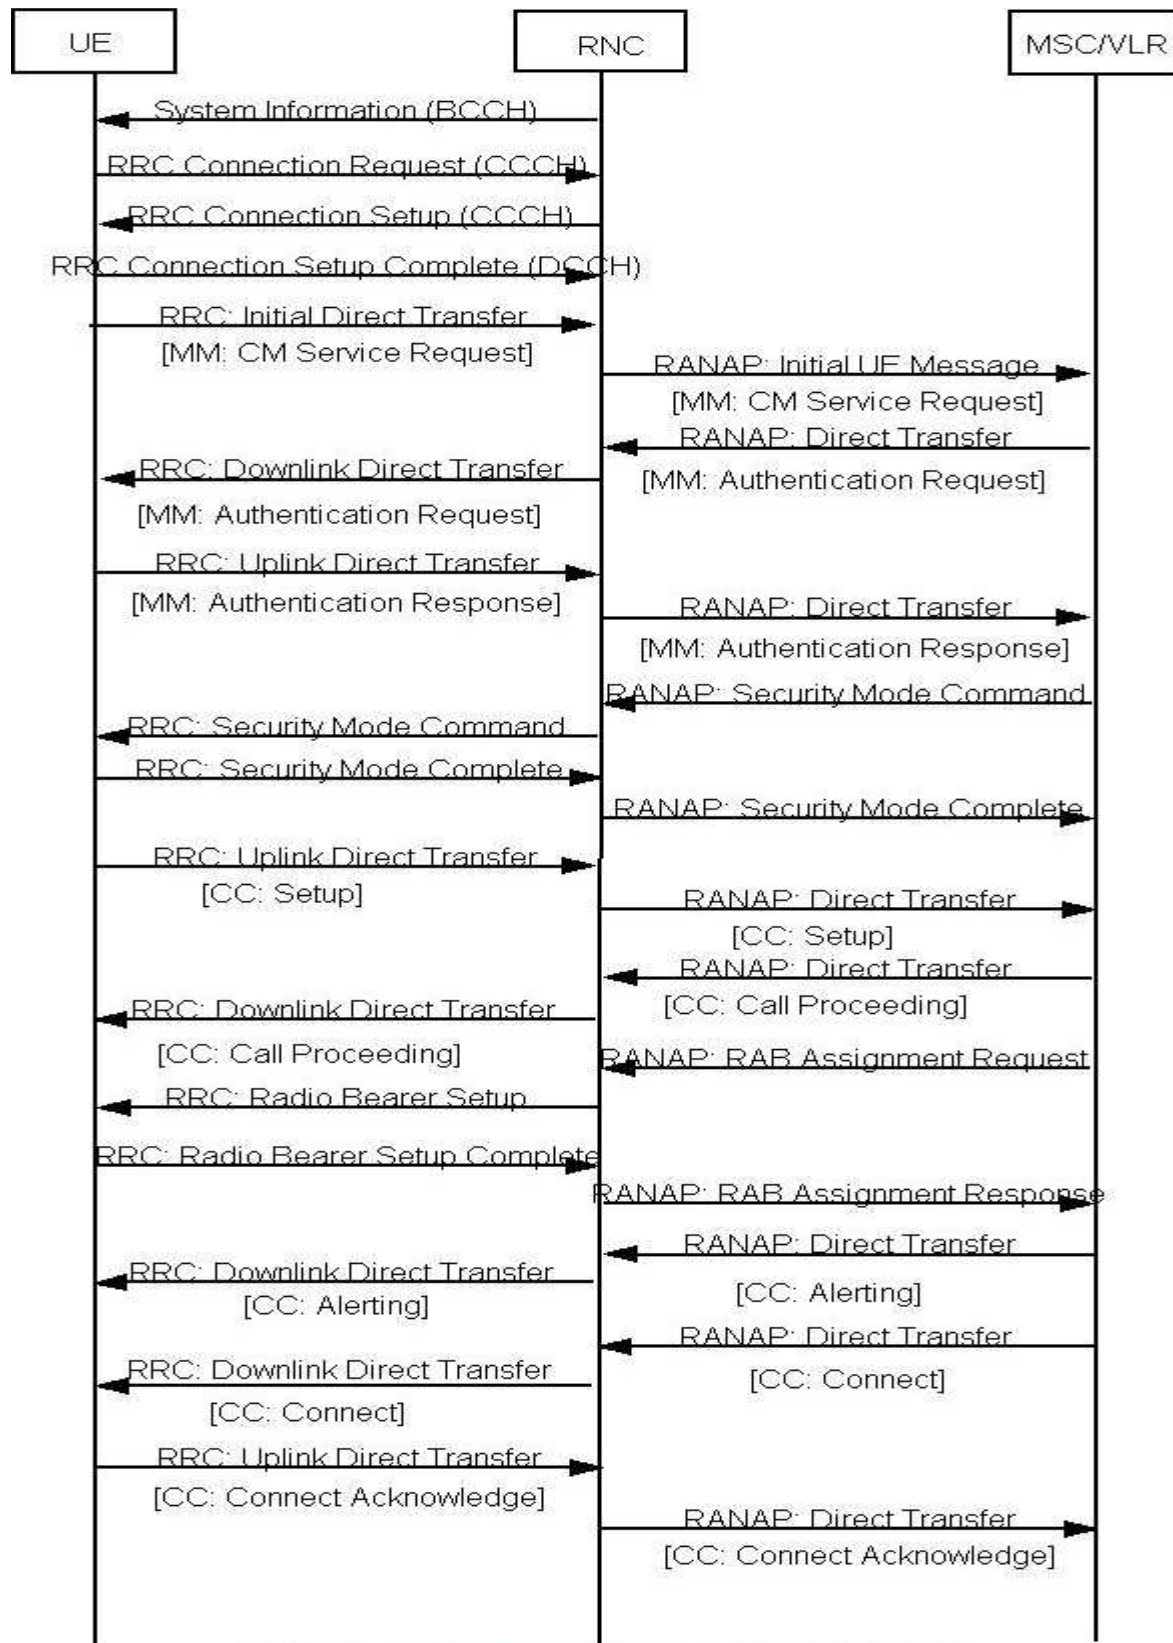 UE
RNC
MSC/VLR
System Information (BCCH)
RRC Connection Request (CCCH)
RRC Connection Setup (CCCH)
RRC Connection Setup Complete (DCCH)
RRC: Initial Direct Transfer
[MM: CM Service Request]
RANAP: Initial UE Message
[MM: CM Service Request]
RANAP: Direct Transfer
[MM: Authentication Request]
RRC: Downlink Direct Transfer
[MM: Authentication Request]
RRC: Uplink Direct Transfer
[MM: Authentication Response]
RANAP: Direct Transfer
[MM: Authentication Response]
RANAP: Security Mode Command
RRC: Security Mode Command
RRC: Security Mode Complete
RANAP: Security Mode Complete
RRC: Uplink Direct Transfer
[CC: Setup]
RANAP: Direct Transfer
[CC: Setup]
RANAP: Direct Transfer
[CC: Call Proceeding]
RRC: Downlink Direct Transfer
[CC: Call Proceeding]
RANAP: RAB Assignment Request
RRC: Radio Bearer Setup
RRC: Radio Bearer Setup Complete
RANAP: RAB Assignment Response
RANAP: Direct Transfer
[CC: Alerting]
RRC: Downlink Direct Transfer
[CC: Alerting]
RANAP: Direct Transfer
[CC: Connect]
RRC: Downlink Direct Transfer
[CC: Connect]
RRC: Uplink Direct Transfer
[CC: Connect Acknowledge]
RANAP: Direct Transfer
[CC: Connect Acknowledge]